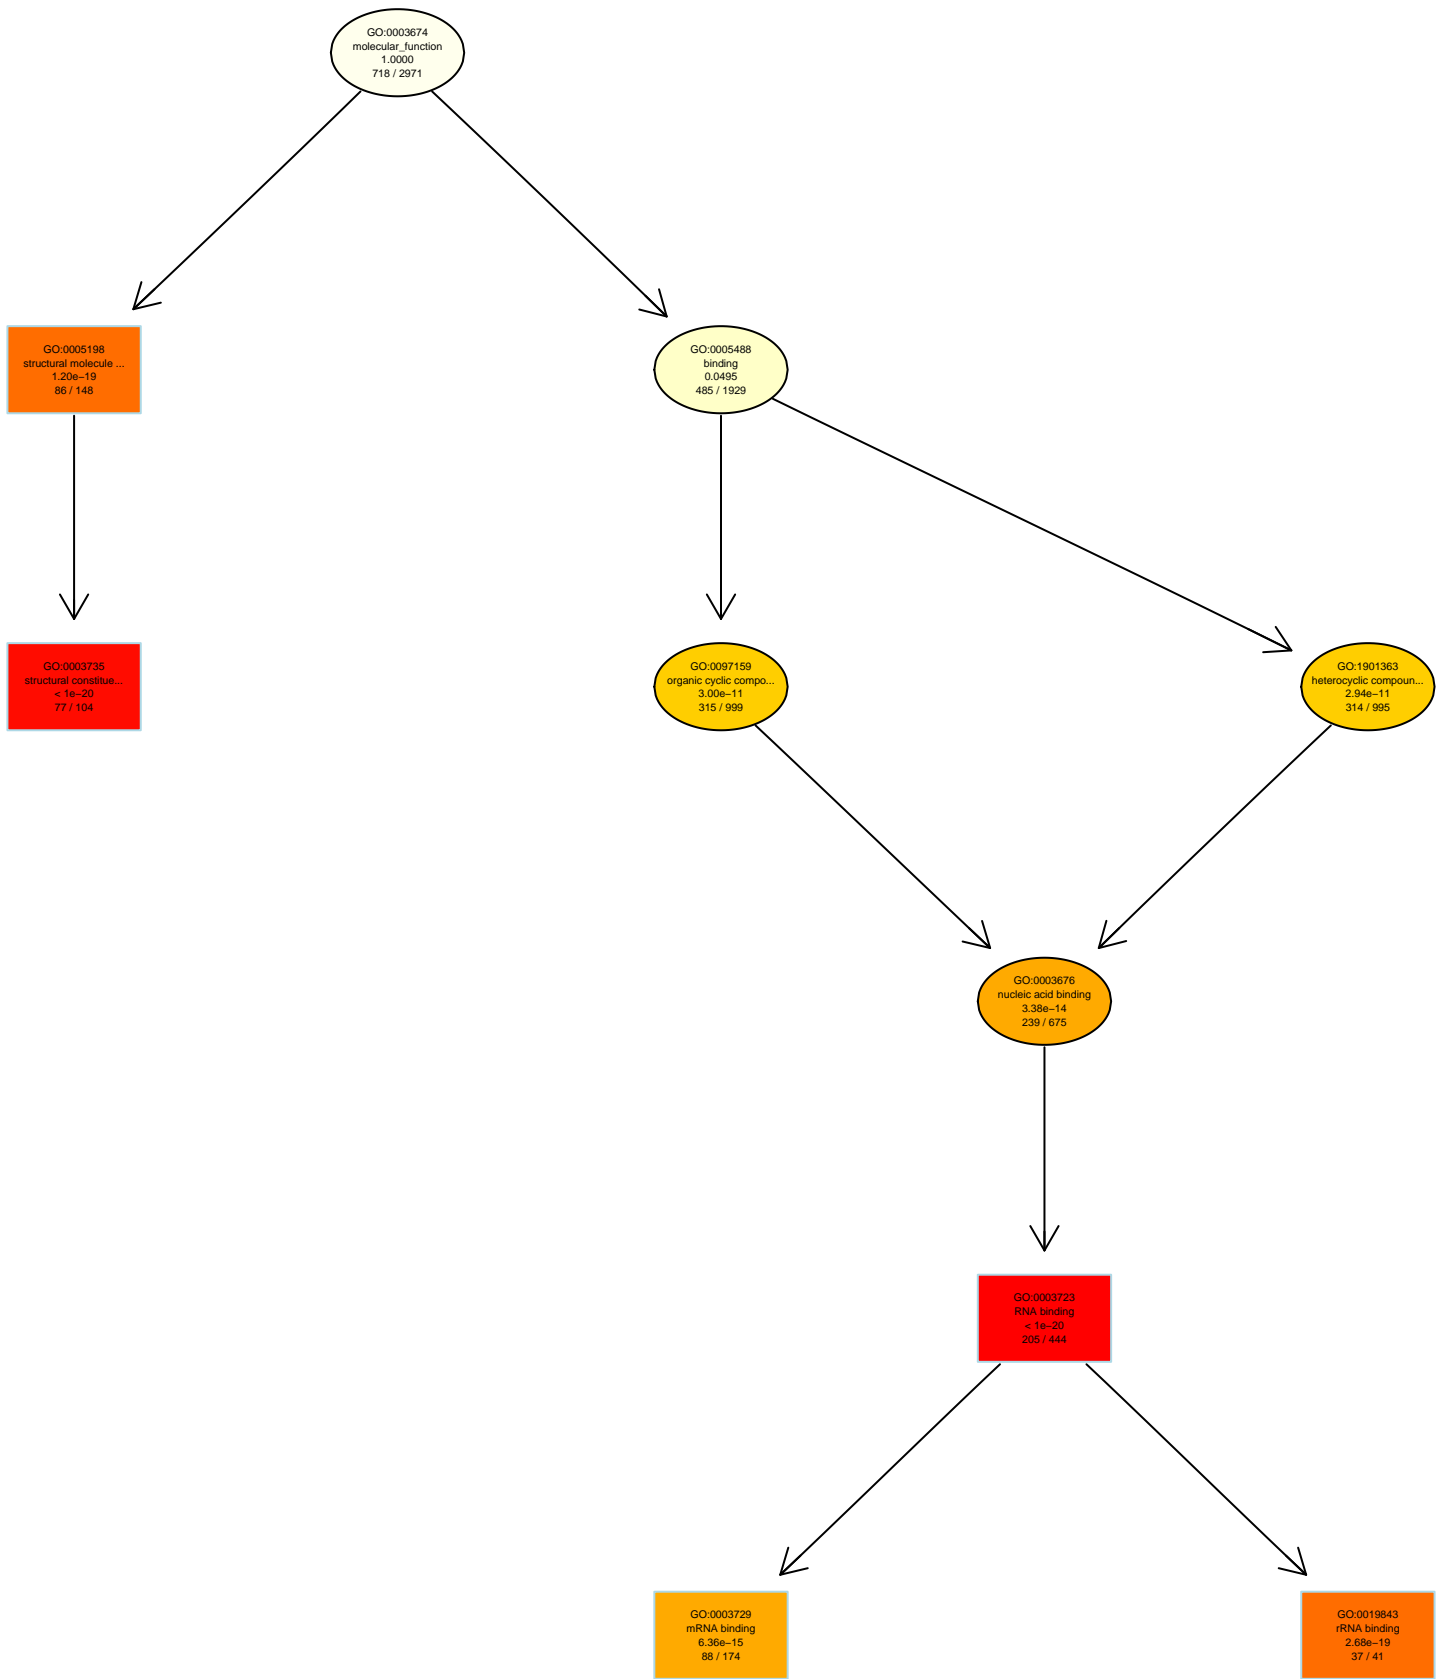 GO:0003674
molecular_function
1.0000
718 / 2971
GO:0005198
structural molecule ...
1.20e−19
86 / 148
GO:0005488
binding
0.0495
485 / 1929
GO:0003735
structural constitue...
< 1e−20
77 / 104
GO:0097159
organic cyclic compo...
3.00e−11
315 / 999
GO:1901363
heterocyclic compoun...
2.94e−11
314 / 995
GO:0003676
nucleic acid binding
3.38e−14
239 / 675
GO:0003723
RNA binding
< 1e−20
205 / 444
GO:0003729
mRNA binding
6.36e−15
88 / 174
GO:0019843
rRNA binding
2.68e−19
37 / 41